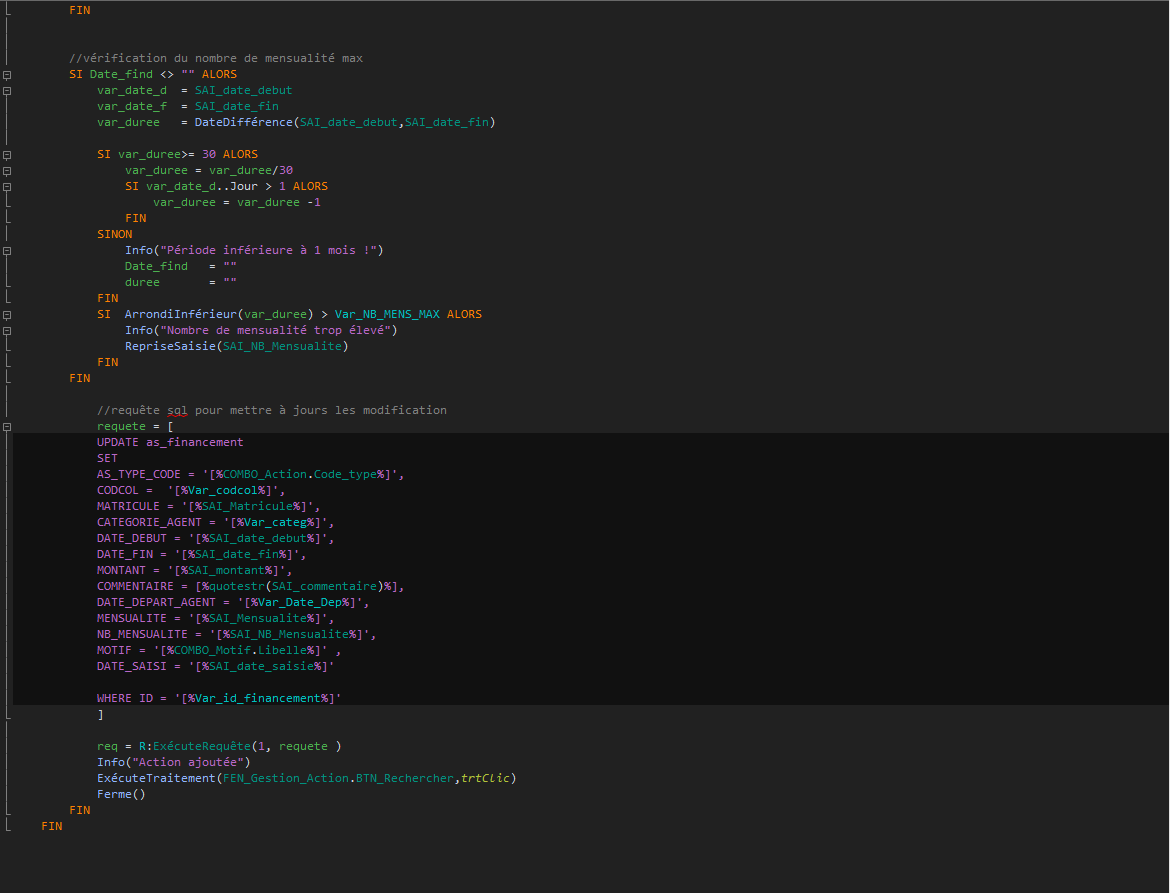 FIN
//vérification du nombre de mensualité max
SI Date_find <> "" ALORS
var_date_d = SAI_date_debut
var_date_f = SAI_date_fin
var_duree = DateDifférence(SAI_date_debut,SAI_date_fin)
SI var_duree>= 30 ALORS
var_duree = var_duree/30
SI var_date_d..Jour > 1 ALORS
var_duree = var_duree -1
FIN
SINON
Info("Période inférieure à 1 mois !")
Date_find = ""
duree = ""
FIN
SI ArrondiInférieur(var_duree) > Var_NB_MENS_MAX ALORS
Info("Nombre de mensualité trop élevé")
RepriseSaisie(SAI_NB_Mensualite)
FIN
FIN
//requête sql pour mettre à jours les modification
requete = [
UPDATE as_financement
SET
AS_TYPE_CODE = '[%COMBO_Action.Code_type%]',
CODCOL = '[%Var_codcol%]',
MATRICULE = '[%SAI_Matricule%]',
CATEGORIE_AGENT = '[%Var_categ%]',
DATE_DEBUT = '[%SAI_date_debut%]',
DATE_FIN = '[%SAI_date_fin%]',
MONTANT = '[%SAI_montant%]',
COMMENTAIRE = [%quotestr(SAI_commentaire)%],
DATE_DEPART_AGENT = '[%Var_Date_Dep%]',
MENSUALITE = '[%SAI_Mensualite%]',
NB_MENSUALITE = '[%SAI_NB_Mensualite%]',
MOTIF = '[%COMBO_Motif.Libelle%]' ,
DATE_SAISI = '[%SAI_date_saisie%]'
WHERE ID = '[%Var_id_financement%]'
]
req = R:ExécuteRequête(1, requete )
Info("Action ajoutée")
ExécuteTraitement(FEN_Gestion_Action.BTN_Rechercher,trtClic)
Ferme()
FIN
FIN